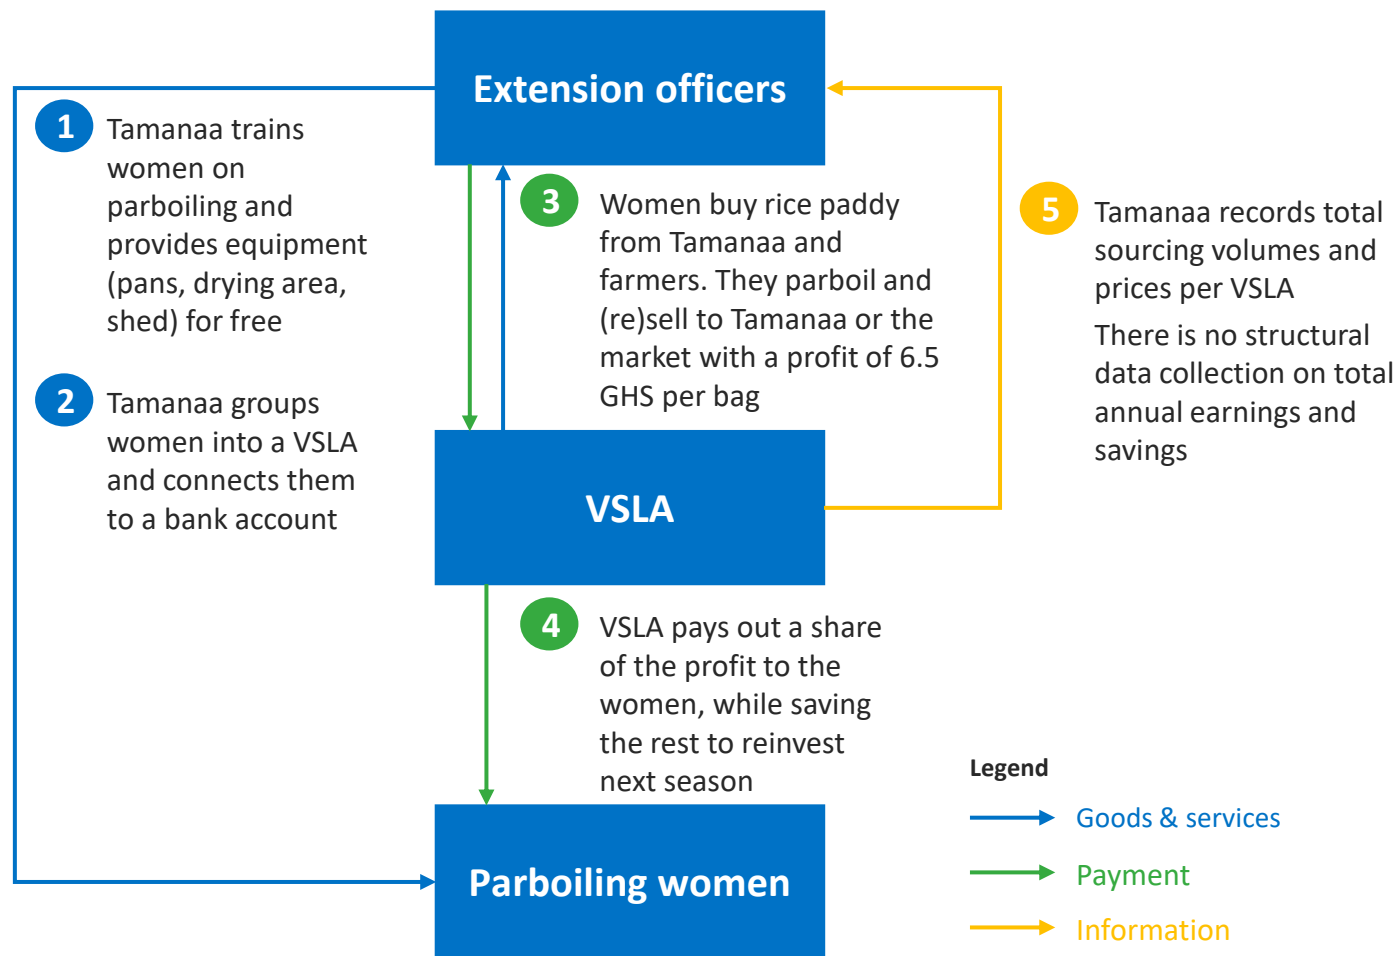 Extension officers
1
Tamanaa trains
women on
parboiling and
provides equipment
(pans, drying area,
shed) for free
2
Tamanaa groups
women into a VSLA
and connects them
to a bank account
3
Women buy rice paddy
from Tamanaa and
farmers. They parboil and
(re)sell to Tamanaa or the
market with a profit of 6.5
GHS per bag
5
Tamanaa records total
sourcing volumes and
prices per VSLA
There is no structural
data collection on total
annual earnings and
savings
VSLA
4
VSLA pays out a share
of the profit to the
women, while saving
the rest to reinvest
next season
Parboiling women
Legend
Goods & services
Payment
Information